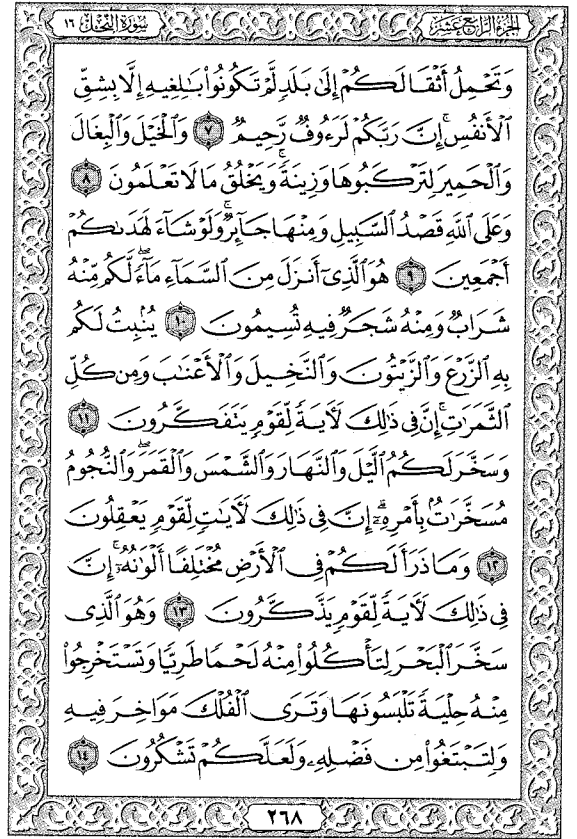 الجزء الرابع عشر
سورة النحل ١٦
وَتَحْمِلُ أَثْقَالَكُمْ إِلَىٰ بَلَدٍ لَّمْ تَكُونُوا۟ بَٰلِغِيهِ إِلَّا بِشِقِّ
ٱلْأَنفُسِ ۚ إِنَّ رَبَّكُمْ لَرَءُوفٌ رَّحِيمٌ ٧ وَٱلْخَيْلَ وَٱلْبِغَالَ
وَٱلْحَمِيرَ لِتَرْكَبُوهَا وَزِينَةً ۚ وَيَخْلُقُ مَا لَا تَعْلَمُونَ ٨
وَعَلَى ٱللَّهِ قَصْدُ ٱلسَّبِيلِ وَمِنْهَا جَآئِرٌ ۚ وَلَوْ شَآءَ لَهَدَىٰكُمْ
أَجْمَعِينَ ٩ هُوَ ٱلَّذِىٓ أَنزَلَ مِنَ ٱلسَّمَآءِ مَآءً ۖ لَّكُم مِّنْهُ
شَرَابٌ وَمِنْهُ شَجَرٌ فِيهِ تُسِيمُونَ ١٠ يُنۢبِتُ لَكُم
بِهِ ٱلزَّرْعَ وَٱلزَّيْتُونَ وَٱلنَّخِيلَ وَٱلْأَعْنَٰبَ وَمِن كُلِّ
ٱلثَّمَرَٰتِ ۗ إِنَّ فِى ذَٰلِكَ لَءَايَةً لِّقَوْمٍ يَتَفَكَّرُونَ ١١
وَسَخَّرَ لَكُمُ ٱلَّيْلَ وَٱلنَّهَارَ وَٱلشَّمْسَ وَٱلْقَمَرَ ۖ وَٱلنُّجُومُ
مُسَخَّرَٰتٌۢ بِأَمْرِهِۦٓ ۗ إِنَّ فِى ذَٰلِكَ لَءَايَٰتٍ لِّقَوْمٍ يَعْقِلُونَ
١٢ وَمَا ذَرَأَ لَكُمْ فِى ٱلْأَرْضِ مُخْتَلِفًا أَلْوَٰنُهُۥٓ ۗ إِنَّ
فِى ذَٰلِكَ لَءَايَةً لِّقَوْمٍ يَذَّكَّرُونَ ١٣ وَهُوَ ٱلَّذِى
سَخَّرَ ٱلْبَحْرَ لِتَأْكُلُوا۟ مِنْهُ لَحْمًا طَرِيًّا وَتَسْتَخْرِجُوا۟
مِنْهُ حِلْيَةً تَلْبَسُونَهَا وَتَرَى ٱلْفُلْكَ مَوَاخِرَ فِيهِ
وَلِتَبْتَغُوا۟ مِن فَضْلِهِۦ وَلَعَلَّكُمْ تَشْكُرُونَ ١٤
٢٦٨